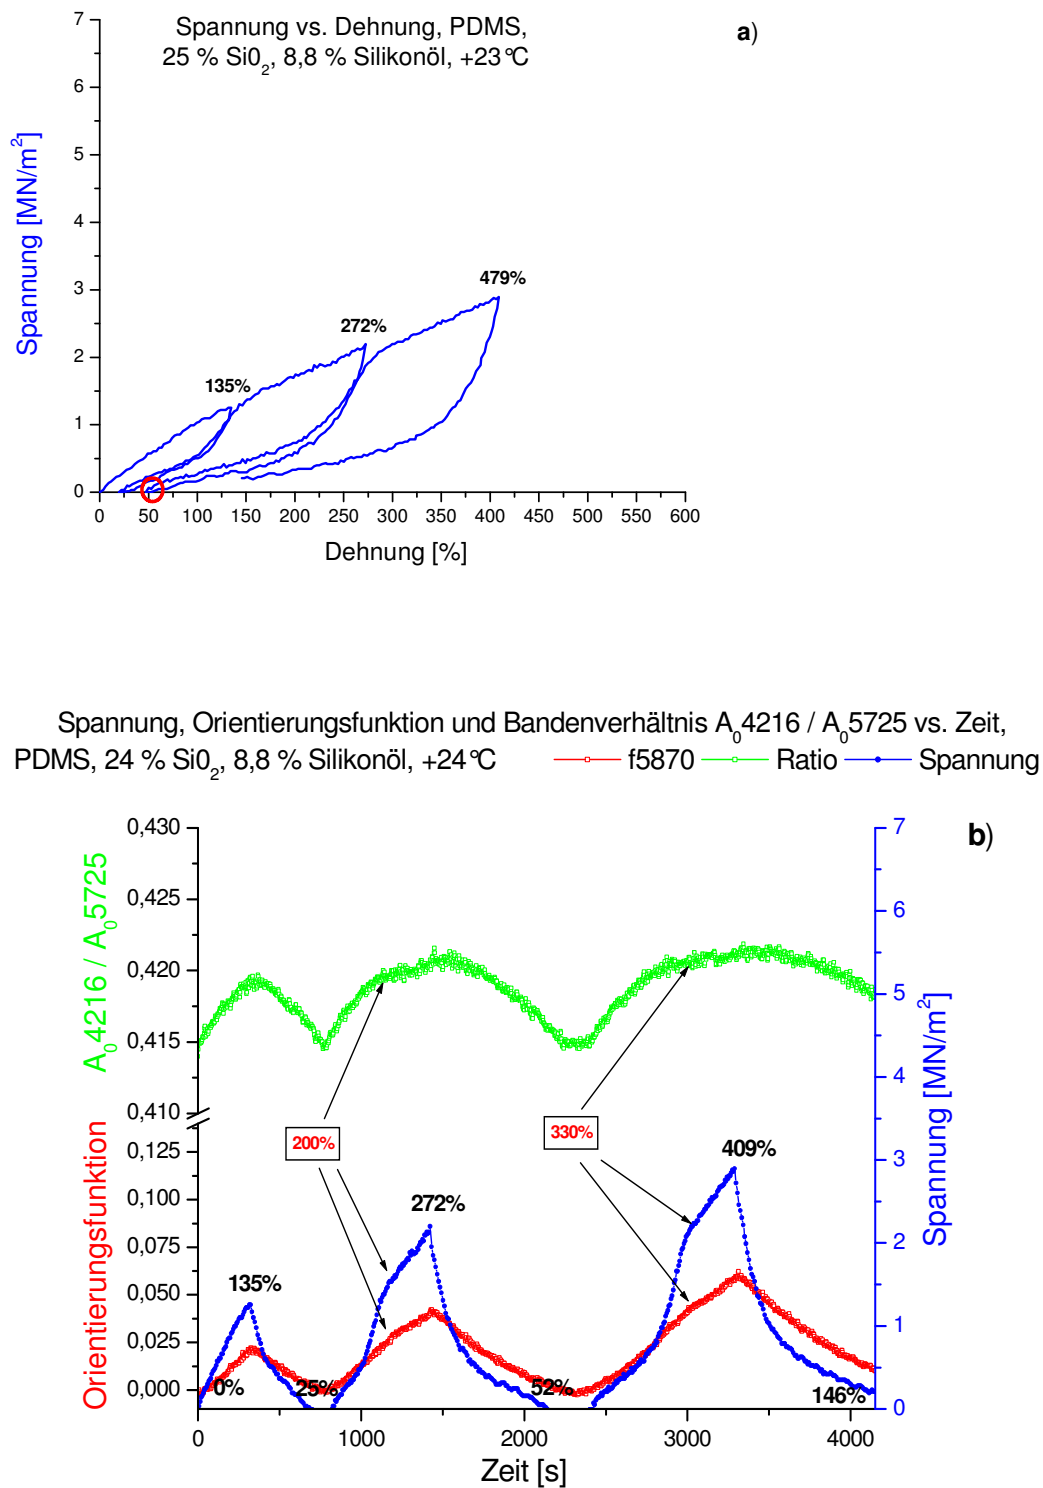 Spannung vs. Dehnung, PDMS,
25 % Si0₂, 8,8 % Silikonöl, +23°C
a)
Spannung [MN/m²]
7
6
5
4
3
2
1
0
479%
272%
135%
0 50 100 150 200 250 300 350 400 450 500 550 600
Dehnung [%]
Spannung, Orientierungsfunktion und Bandenverhältnis A₀4216 / A₀5725 vs. Zeit,
PDMS, 24 % Si0₂, 8,8 % Silikonöl, +24°C f5870 Ratio Spannung
b)
A₀4216 / A₀5725
0,430
0,425
0,420
0,415
0,410
Orientierungsfunktion
0,125
0,100
0,075
0,050
0,025
0,000
7
6
5
4
3
2
1
0
Spannung [MN/m²]
200%
330%
409%
272%
135%
0%
25%
52%
146%
0 1000 2000 3000 4000
Zeit [s]